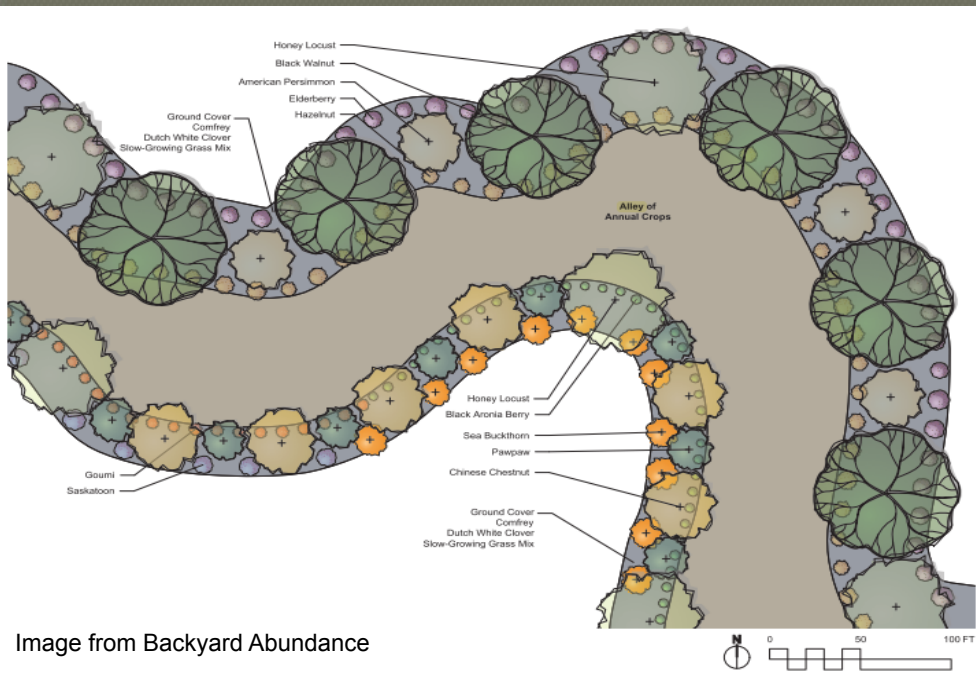 Honey Locust
Black Walnut
American Persimmon
Elderberry
Hazelnut
Ground Cover
Comfrey
Dutch White Clover
Slow-Growing Grass Mix
Alley of
Annual Crops
Honey Locust
Black Aronia Berry
Sea Buckthorn
Pawpaw
Chinese Chestnut
Goumi
Saskatoon
Ground Cover
Comfrey
Dutch White Clover
Slow-Growing Grass Mix
Image from Backyard Abundance
N
0 50 100 FT